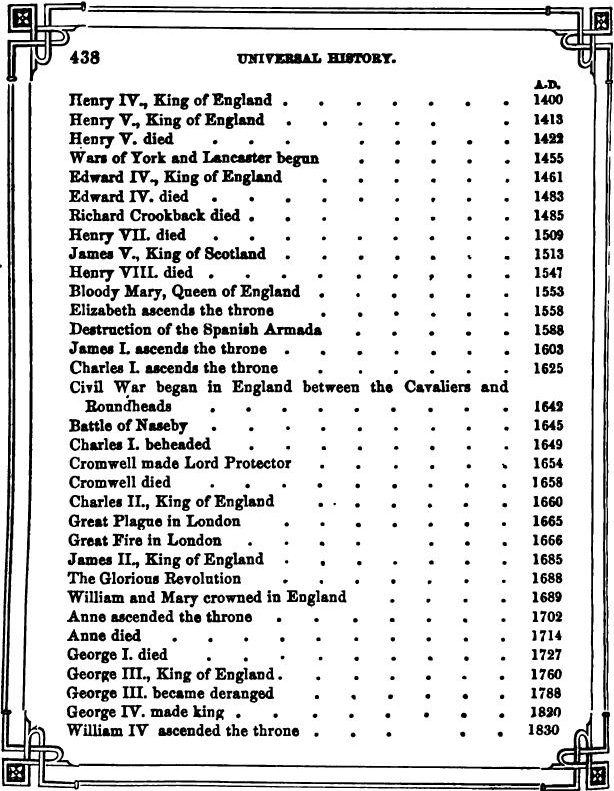 438 UNIVERSAL HISTORY.
A.D.
Henry IV., King of England . . . . . . . 1400
Henry V., King of England . . . . . . 1413
Henry V. died . . . . . . . . 1422
Wars of York and Lancaster begun . . . . . 1455
Edward IV., King of England . . . . . . 1461
Edward IV. died . . . . . . . . . 1483
Richard Crookback died . . . . . . . 1485
Henry VII. died . . . . . . . . . 1509
James V., King of Scotland . . . . . . . 1513
Henry VIII. died . . . . . . . . . 1547
Bloody Mary, Queen of England . . . . . . 1553
Elizabeth ascends the throne . . . . . . 1558
Destruction of the Spanish Armada . . . . . 1588
James I. ascends the throne . . . . . . . 1603
Charles I. ascends the throne . . . . . . 1625
Civil War began in England between the Cavaliers and
Roundheads . . . . . . . . . 1642
Battle of Naseby . . . . . . . . . 1645
Charles I. beheaded . . . . . . . . 1649
Cromwell made Lord Protector . . . . . . 1654
Cromwell died . . . . . . . . . 1658
Charles II., King of England . . . . . . 1660
Great Plague in London . . . . . . . 1665
Great Fire in London . . . . . . . 1666
James II., King of England . . . . . . . 1685
The Glorious Revolution . . . . . . . 1688
William and Mary crowned in England . . . . 1689
Anne ascended the throne . . . . . . . 1702
Anne died . . . . . . . . . . 1714
George I. died . . . . . . . . . 1727
George III., King of England . . . . . . . 1760
George III. became deranged . . . . . . 1788
George IV. made king . . . . . . . . 1820
William IV ascended the throne . . . . 1830